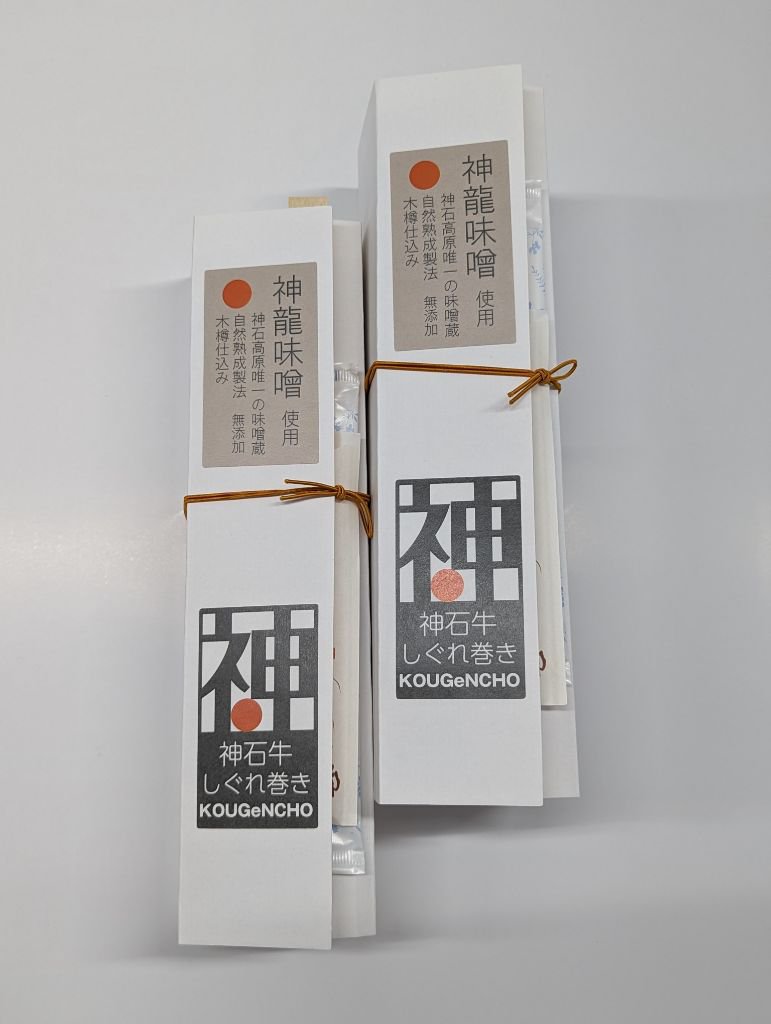 神龍味噌 使用
神石高原唯一の味噌蔵
自然熟成製法 無添加
木樽仕込み
神
神石牛
しぐれ巻き
KOUGeNCHO
神龍味噌 使用
神石高原唯一の味噌蔵
自然熟成製法 無添加
木樽仕込み
神
神石牛
しぐれ巻き
KOUGeNCHO